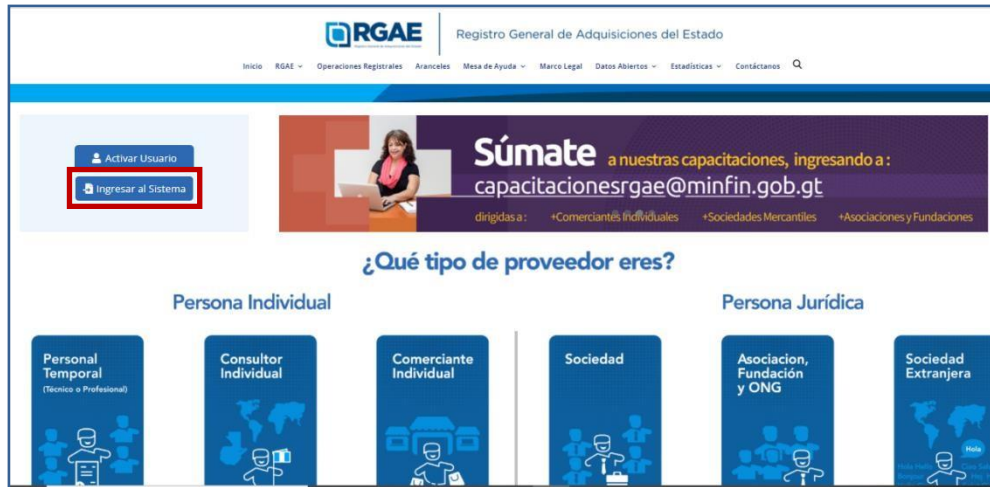 RGAE
Registro General de Adquisiciones del Estado
Inicio RGAE Operaciones Registrales Aranceles Mesa de Ayuda Marco Legal Datos Abiertos Estadísticas Contáctanos
Activar Usuario
Ingresar al Sistema
Súmate a nuestras capacitaciones, ingresando a :
capacitacionesrgae@minfin.gob.gt
dirigidas a : +Comerciantes individuales +Sociedades Mercantiles +Asociaciones y Fundaciones
¿Qué tipo de proveedor eres?
Persona Individual
Persona Jurídica
Personal
Temporal
(Técnico o Profesional)
Consultor
Individual
Comerciante
Individual
Sociedad
Asociacion,
Fundación
y ONG
Sociedad
Extranjera
Hola